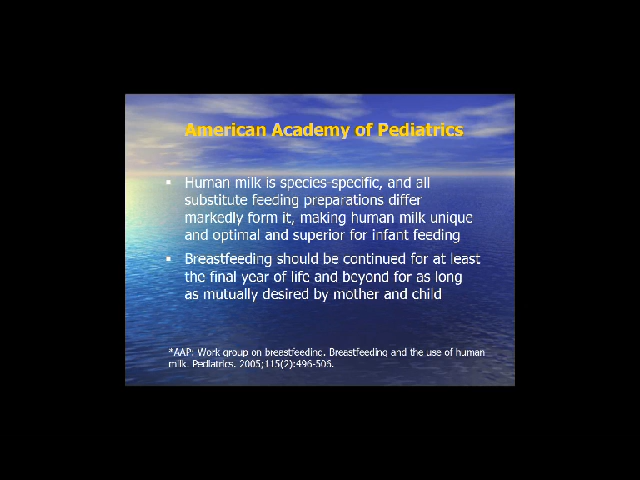 American Academy of Pediatrics
▪ Human milk is species specific, and all
substitute feeding preparations differ
markedly form it, making human milk unique
and optimal and superior for infant feeding
▪ Breastfeeding should be continued for at least
the final year of life and beyond for as long
as mutually desired by mother and child
*AAP: Work group on breastfeeding. Breastfeeding and the use of human
milk. Pediatrics. 2005;115(2):496-506.